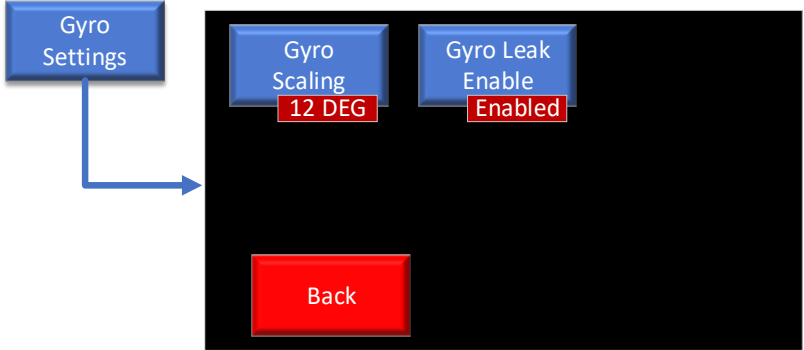 Gyro
Settings
Gyro
Scaling
12 DEG
Gyro Leak
Enable
Enabled
Back